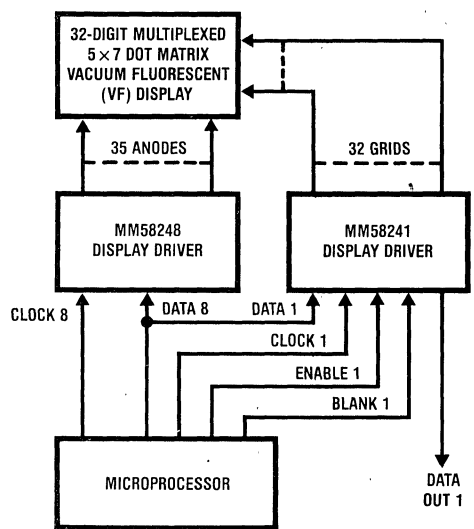 32-DIGIT MULTIPLEXED
5 × 7 DOT MATRIX
VACUUM FLUORESCENT
(VF) DISPLAY
35 ANODES
32 GRIDS
MM58248
DISPLAY DRIVER
MM58241
DISPLAY DRIVER
CLOCK 8
DATA 8
DATA 1
CLOCK 1
ENABLE 1
BLANK 1
MICROPROCESSOR
DATA
OUT 1